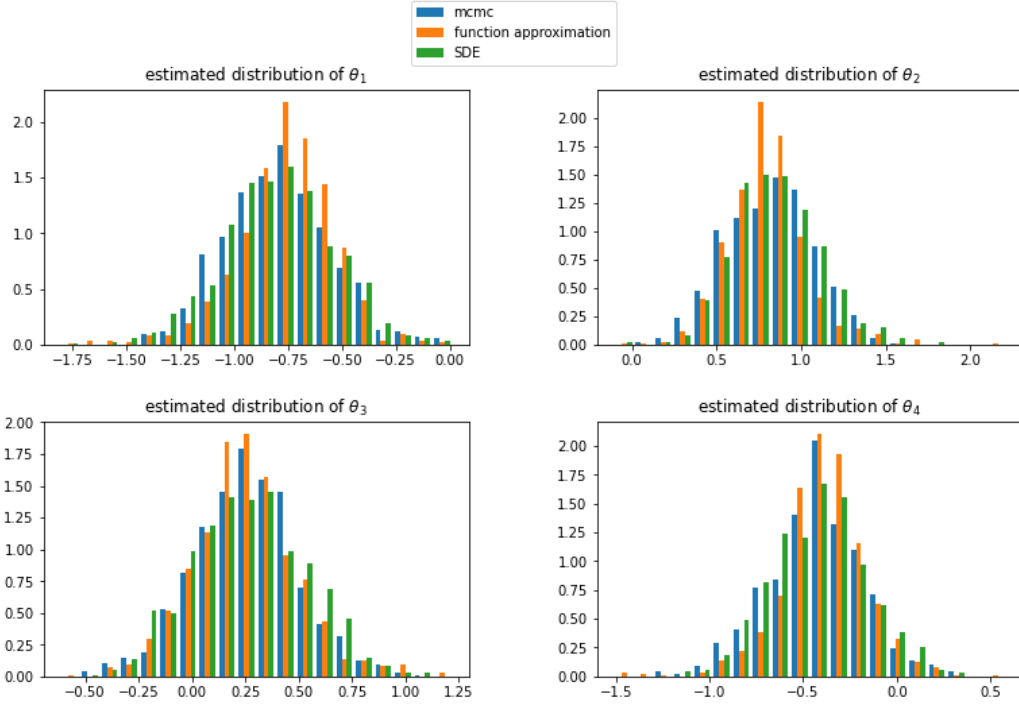 mcmc
function approximation
SDE
estimated distribution of θ1
2.0
1.5
1.0
0.5
0.0
−1.75 −1.50 −1.25 −1.00 −0.75 −0.50 −0.25 0.00
estimated distribution of θ2
2.00
1.75
1.50
1.25
1.00
0.75
0.50
0.25
0.00
0.0 0.5 1.0 1.5 2.0
estimated distribution of θ3
2.00
1.75
1.50
1.25
1.00
0.75
0.50
0.25
0.00
−0.50 −0.25 0.00 0.25 0.50 0.75 1.00 1.25
estimated distribution of θ4
2.00
1.75
1.50
1.25
1.00
0.75
0.50
0.25
0.00
−1.5 −1.0 −0.5 0.0 0.5